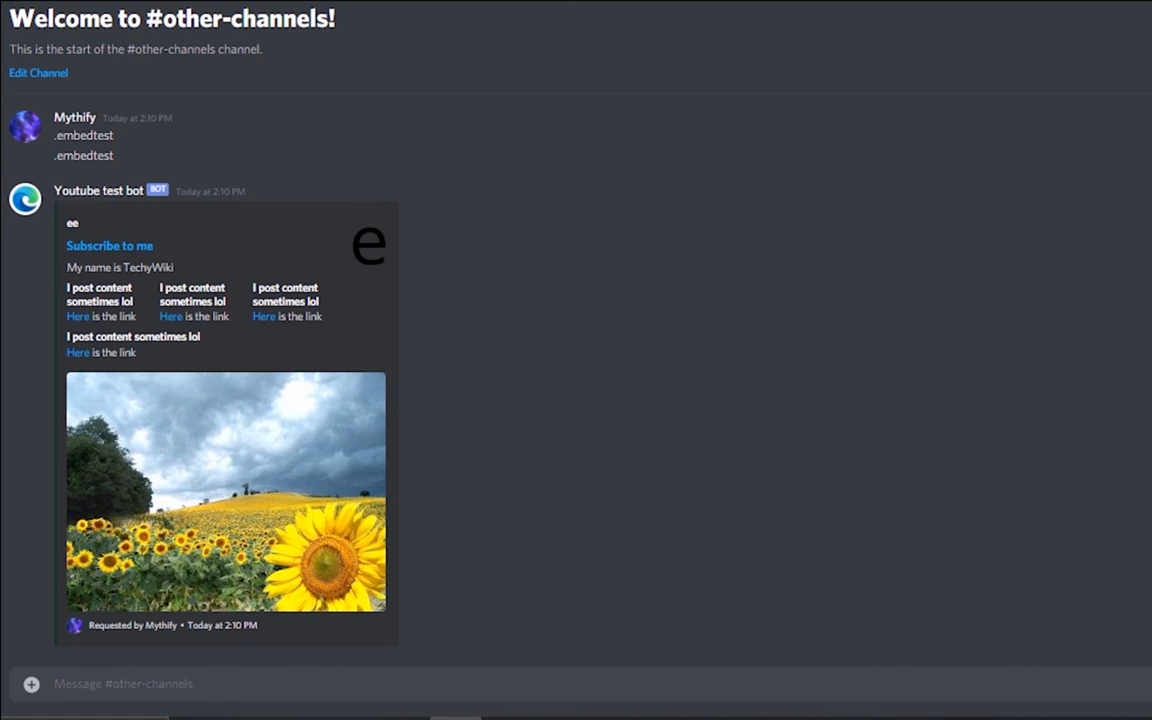 Welcome to #other-channels!
This is the start of the #other-channels channel.
Edit Channel
Mythify Today at 2:10 PM
.embedtest
.embedtest
Youtube test bot BOT Today at 2:10 PM
ee
e
Subscribe to me
My name is TechyWiki
I post content I post content I post content
sometimes lol sometimes lol sometimes lol
Here is the link Here is the link Here is the link
I post content sometimes lol
Here is the link
Requested by Mythify • Today at 2:10 PM
Message #other-channels